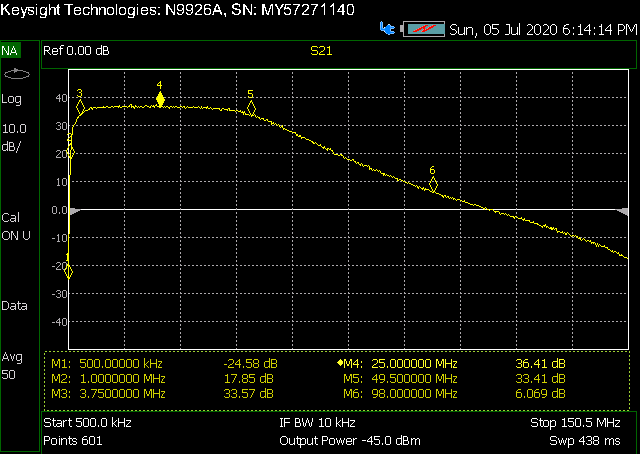 Keysight Technologies: N9926A, SN: MY57271140
Sun, 05 Jul 2020 6:14:14 PM
NA Ref 0.00 dB S21
Log
10.0
dB/
Cal
ON U
Data
Avg
50
40
30
20
10
0.0
-10
-20
-30
-40
3
4
5
6
M1: 500.00000 kHz -24.58 dB ◆M4: 25.000000 MHz 36.41 dB
M2: 1.0000000 MHz 17.85 dB M5: 49.500000 MHz 33.41 dB
M3: 3.7500000 MHz 33.57 dB M6: 98.000000 MHz 6.069 dB
Start 500.0 kHz IF BW 10 kHz Stop 150.5 MHz
Points 601 Output Power -45.0 dBm Swp 438 ms